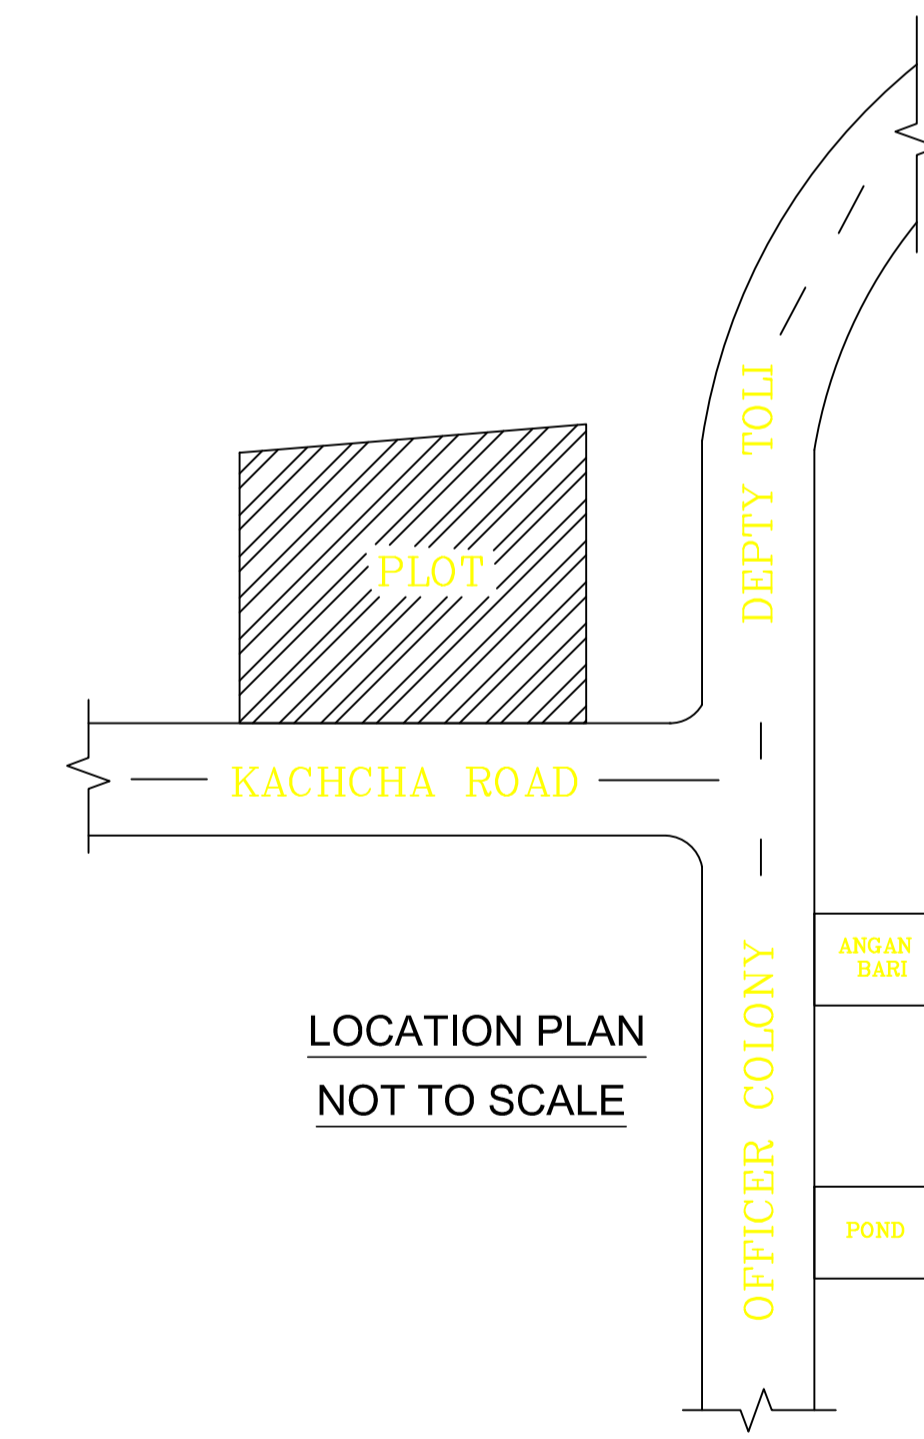 DEPTY TOLI
PLOT
KACHCHA ROAD
ANGAN
BARI
LOCATION PLAN
NOT TO SCALE
OFFICER COLONY
POND